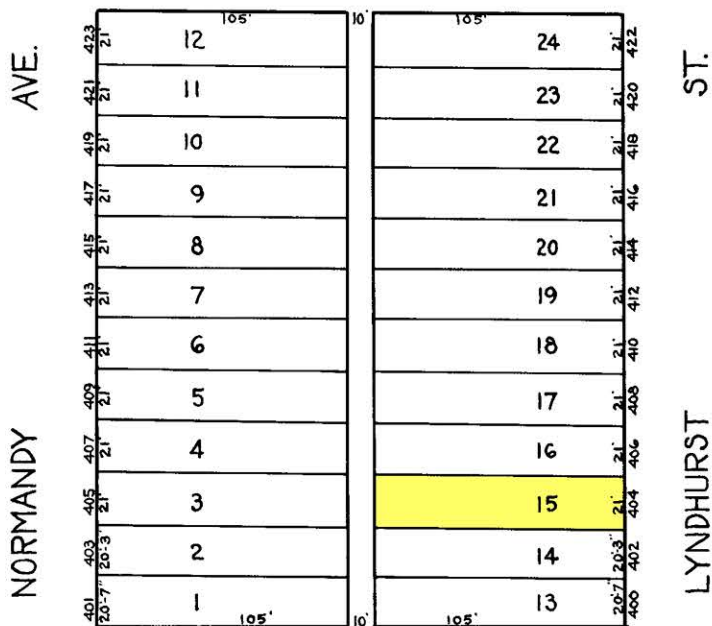 105' 10' 105'
AVE. ST.
423 21' 12 24 21' 422
421 21' 11 23 21' 420
419 21' 10 22 21' 418
417 21' 9 21 21' 416
415 21' 8 20 21' 414
413 21' 7 19 21' 412
411 21' 6 18 21' 410
409 21' 5 17 21' 408
407 21' 4 16 21' 406
405 21' 3 15 21' 404
403 20'-3" 2 14 20'-3" 402
401 20'-7" 1 13 20'-7" 400
NORMANDY LYNDHURST
105' 10' 105'